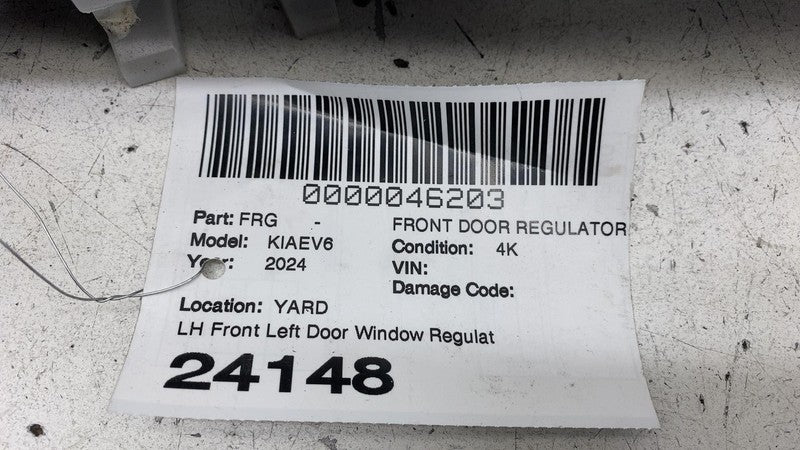 0000046203
Part: FRG - FRONT DOOR REGULATOR
Model: KIAEV6 Condition: 4K
Year: 2024 VIN:
Damage Code:
Location: YARD
LH Front Left Door Window Regulat
24148